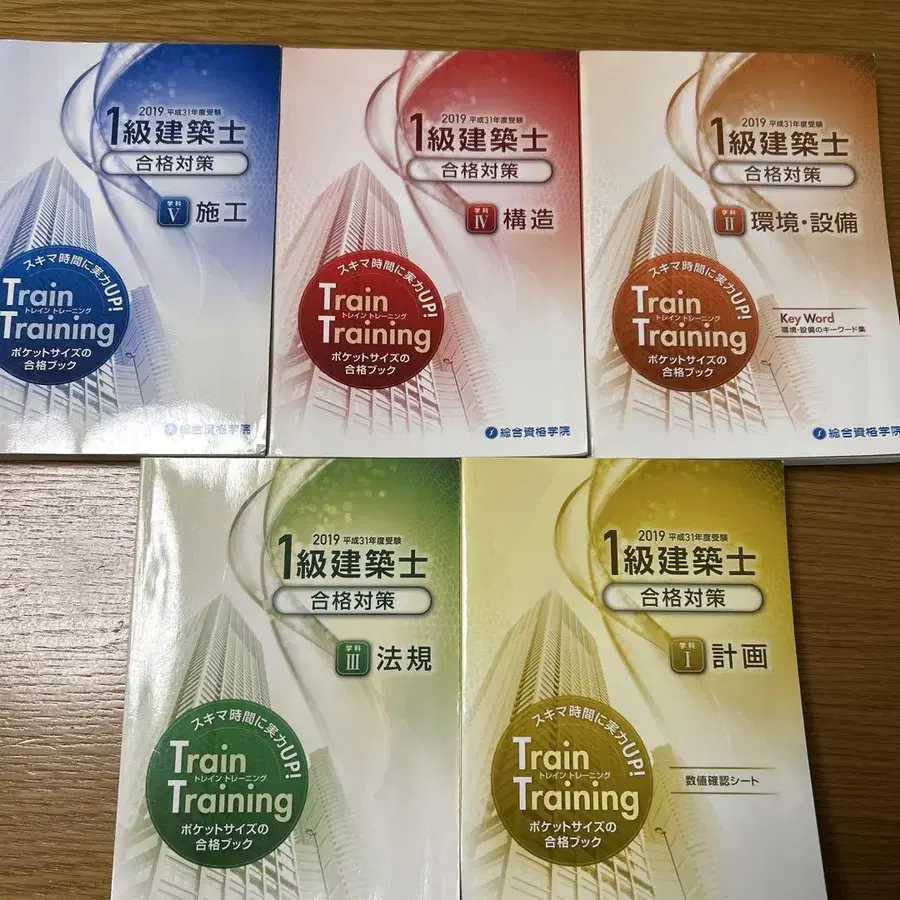 2019 平成31年度受験
1級建築士
合格対策
学科 V 施工
スキマ時間に実力UP!
Train
トレイン トレーニング
Training
ポケットサイズの
合格ブック
総合資格学院
2019 平成31年度受験
1級建築士
合格対策
学科 IV 構造
スキマ時間に実力UP!
Train
トレイン トレーニング
Training
ポケットサイズの
合格ブック
総合資格学院
2019 平成31年度受験
1級建築士
合格対策
学科 II 環境・設備
スキマ時間に実力UP!
Train
トレイン トレーニング
Training
ポケットサイズの
合格ブック
Key Word
環境・設備のキーワード集
総合資格学院
2019 平成31年度受験
1級建築士
合格対策
学科 III 法規
スキマ時間に実力UP!
Train
トレイン トレーニング
Training
ポケットサイズの
合格ブック
2019 平成31年度受験
1級建築士
合格対策
学科 I 計画
スキマ時間に実力UP!
Train
トレイン トレーニング
Training
ポケットサイズの
合格ブック
数値確認シート